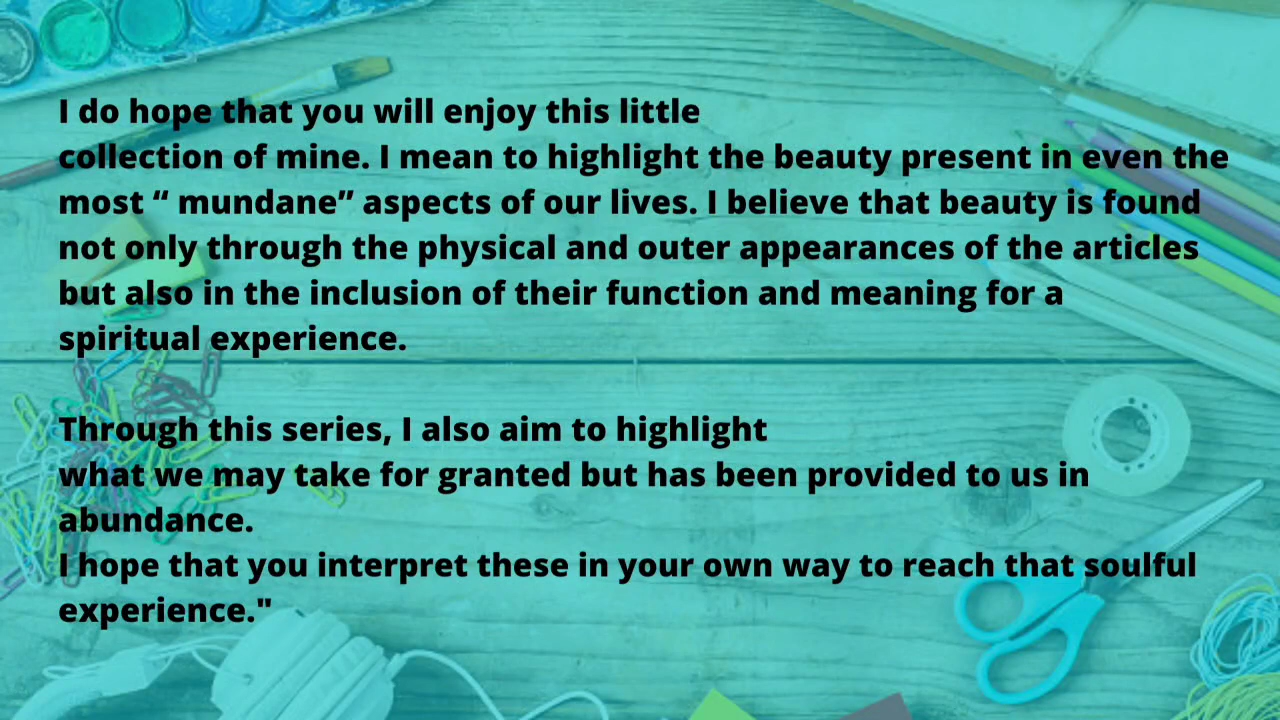 I do hope that you will enjoy this little
collection of mine. I mean to highlight the beauty present in even the
most “ mundane” aspects of our lives. I believe that beauty is found
not only through the physical and outer appearances of the articles
but also in the inclusion of their function and meaning for a
spiritual experience.
Through this series, I also aim to highlight
what we may take for granted but has been provided to us in
abundance.
I hope that you interpret these in your own way to reach that soulful
experience."